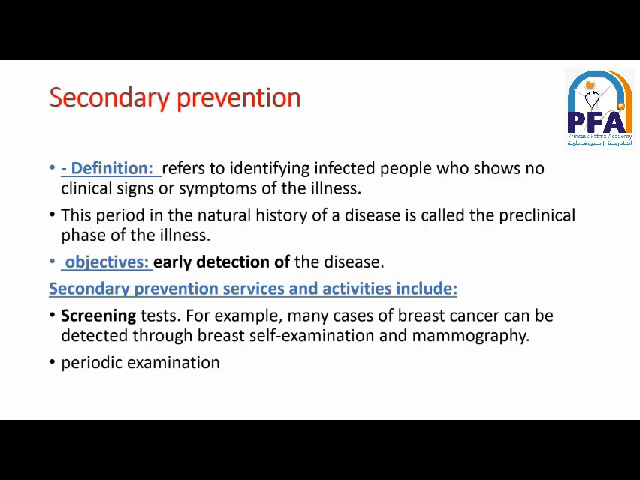 Secondary prevention
PFA
• - Definition: refers to identifying infected people who shows no
clinical signs or symptoms of the illness.
• This period in the natural history of a disease is called the preclinical
phase of the illness.
• objectives: early detection of the disease.
Secondary prevention services and activities include:
• Screening tests. For example, many cases of breast cancer can be
detected through breast self-examination and mammography.
• periodic examination